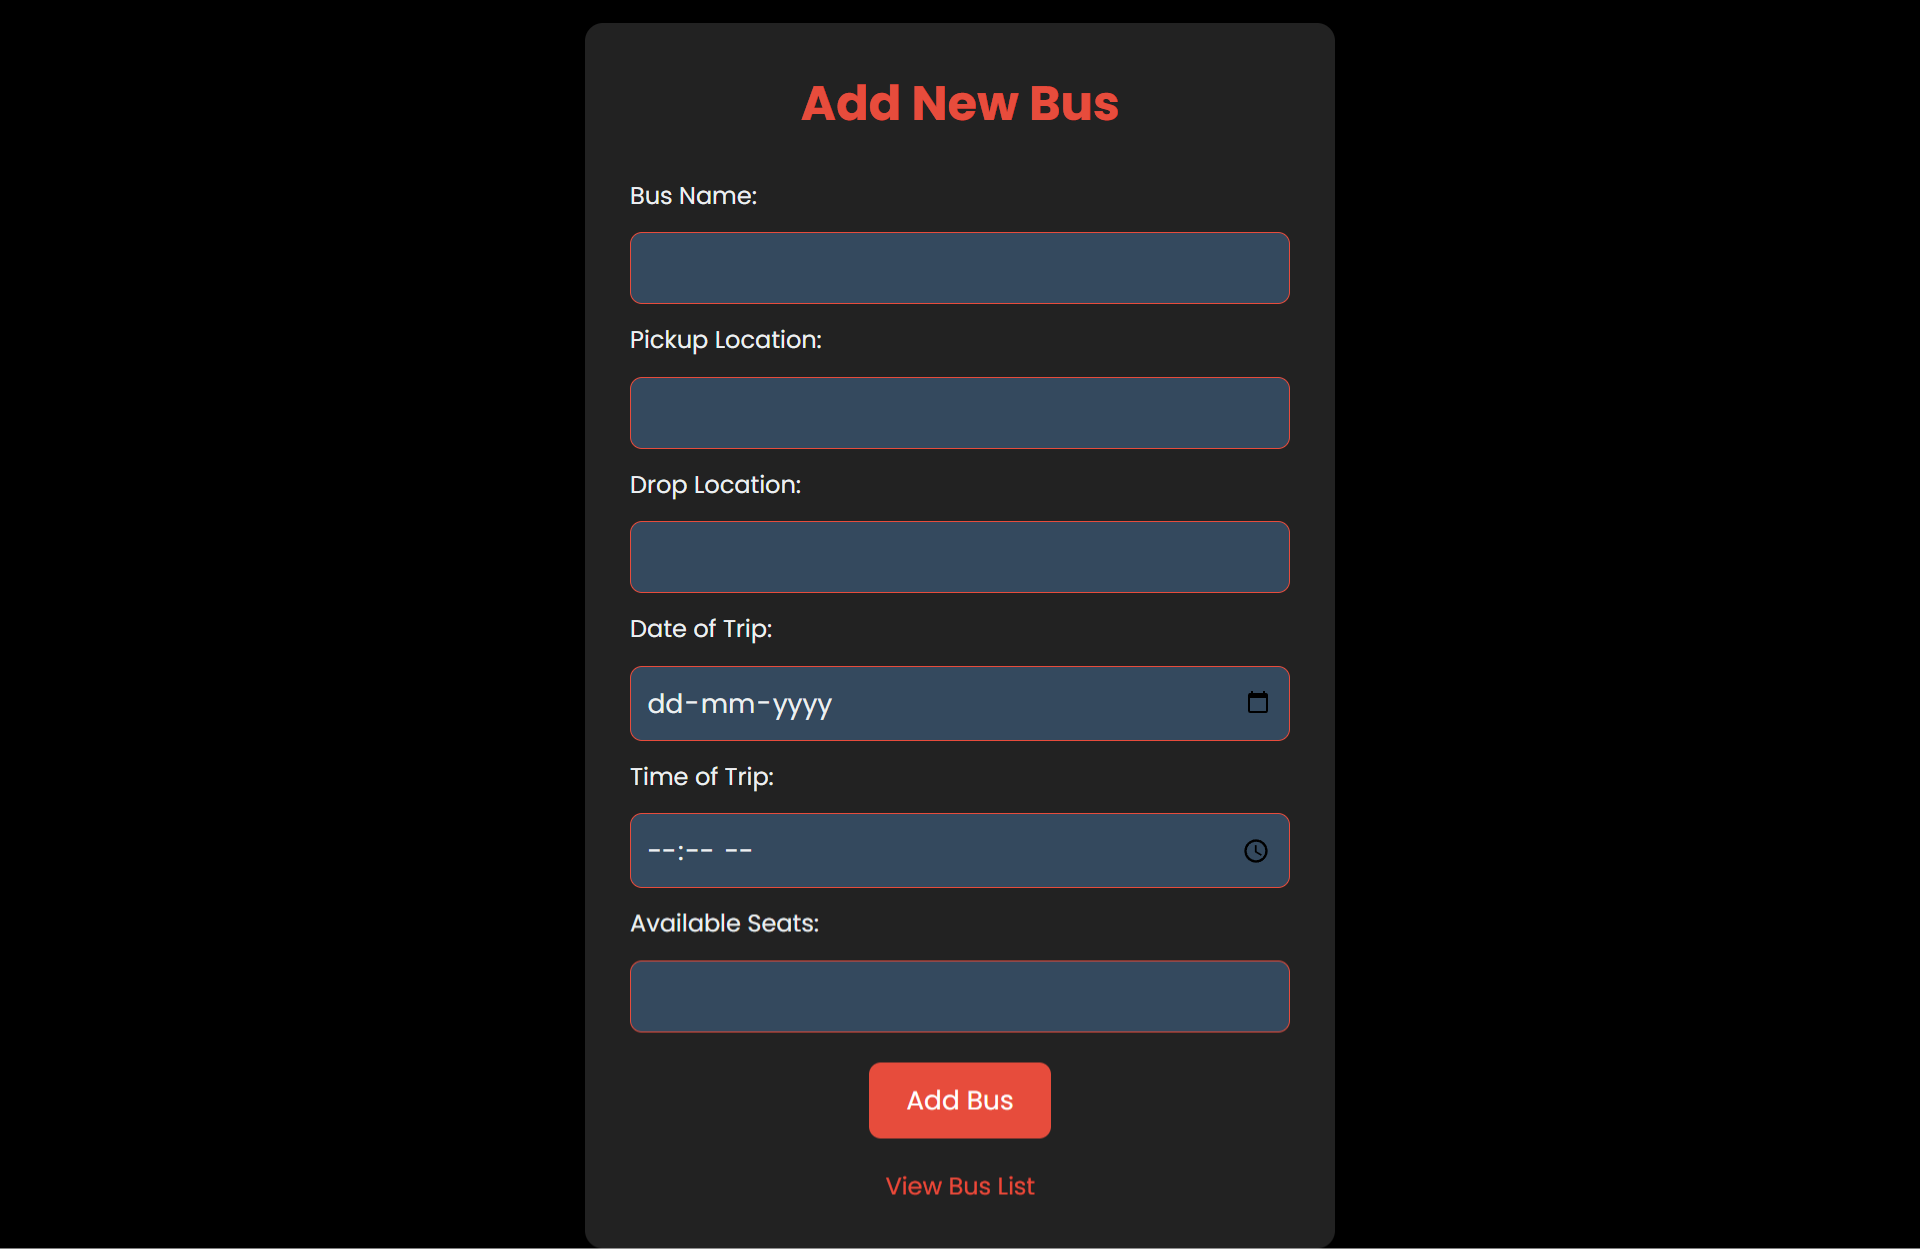 Add New Bus
Bus Name:
Pickup Location:
Drop Location:
Date of Trip:
dd-mm-yyyy
Time of Trip:
--:-- --
Available Seats:
Add Bus
View Bus List